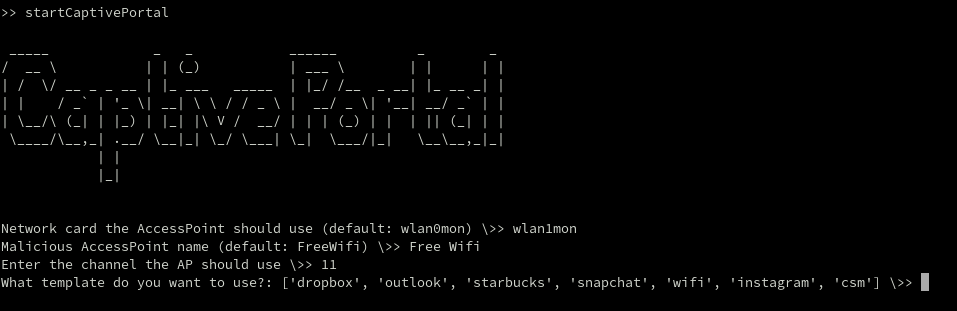 >> startCaptivePortal
Captive Portal
Network card the AccessPoint should use (default: wlan0mon) \>> wlan1mon
Malicious AccessPoint name (default: FreeWifi) \>> Free Wifi
Enter the channel the AP should use \>> 11
What template do you want to use?: ['dropbox', 'outlook', 'starbucks', 'snapchat', 'wifi', 'instagram', 'csm'] \>>